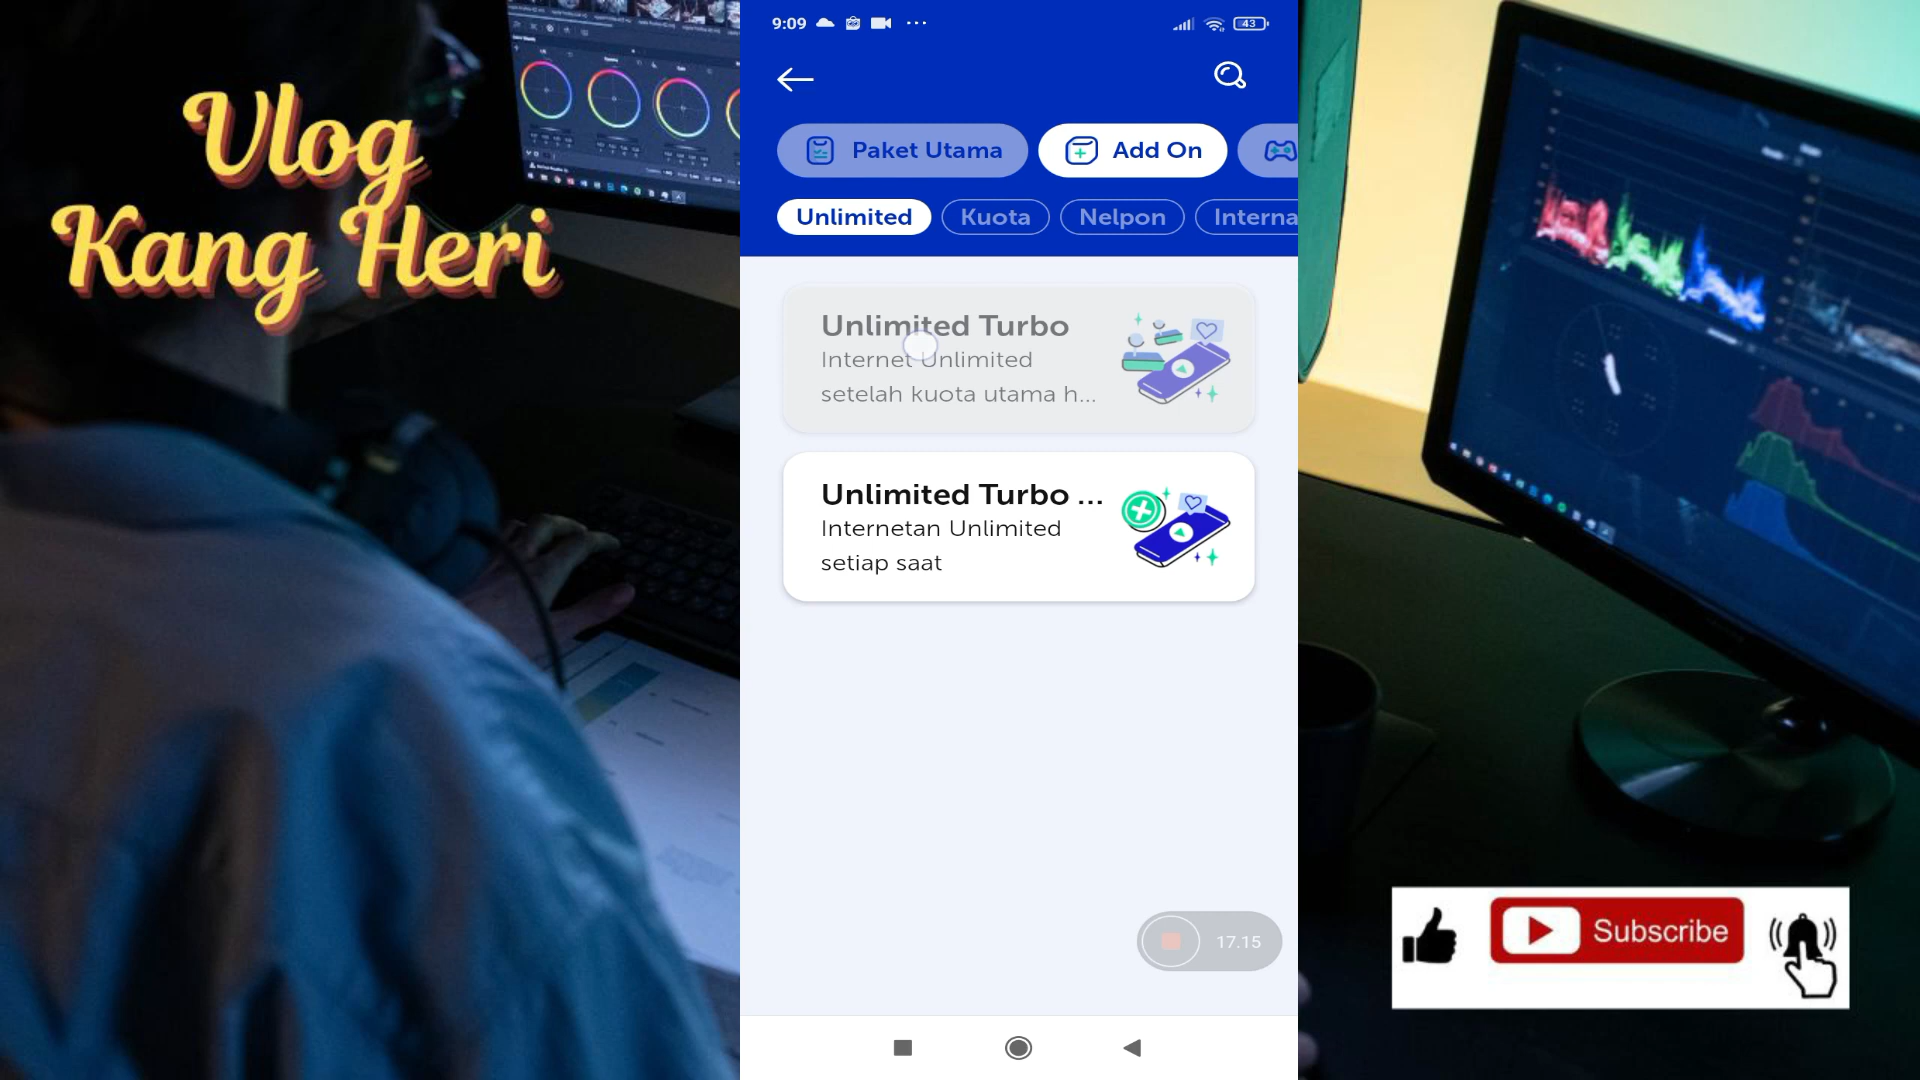 Vlog
Kang Heri
9:09
43
Paket Utama
Add On
Unlimited
Kuota
Nelpon
Interna
Unlimited Turbo
Internet Unlimited
setelah kuota utama h...
Unlimited Turbo ...
Internetan Unlimited
setiap saat
17.15
Subscribe